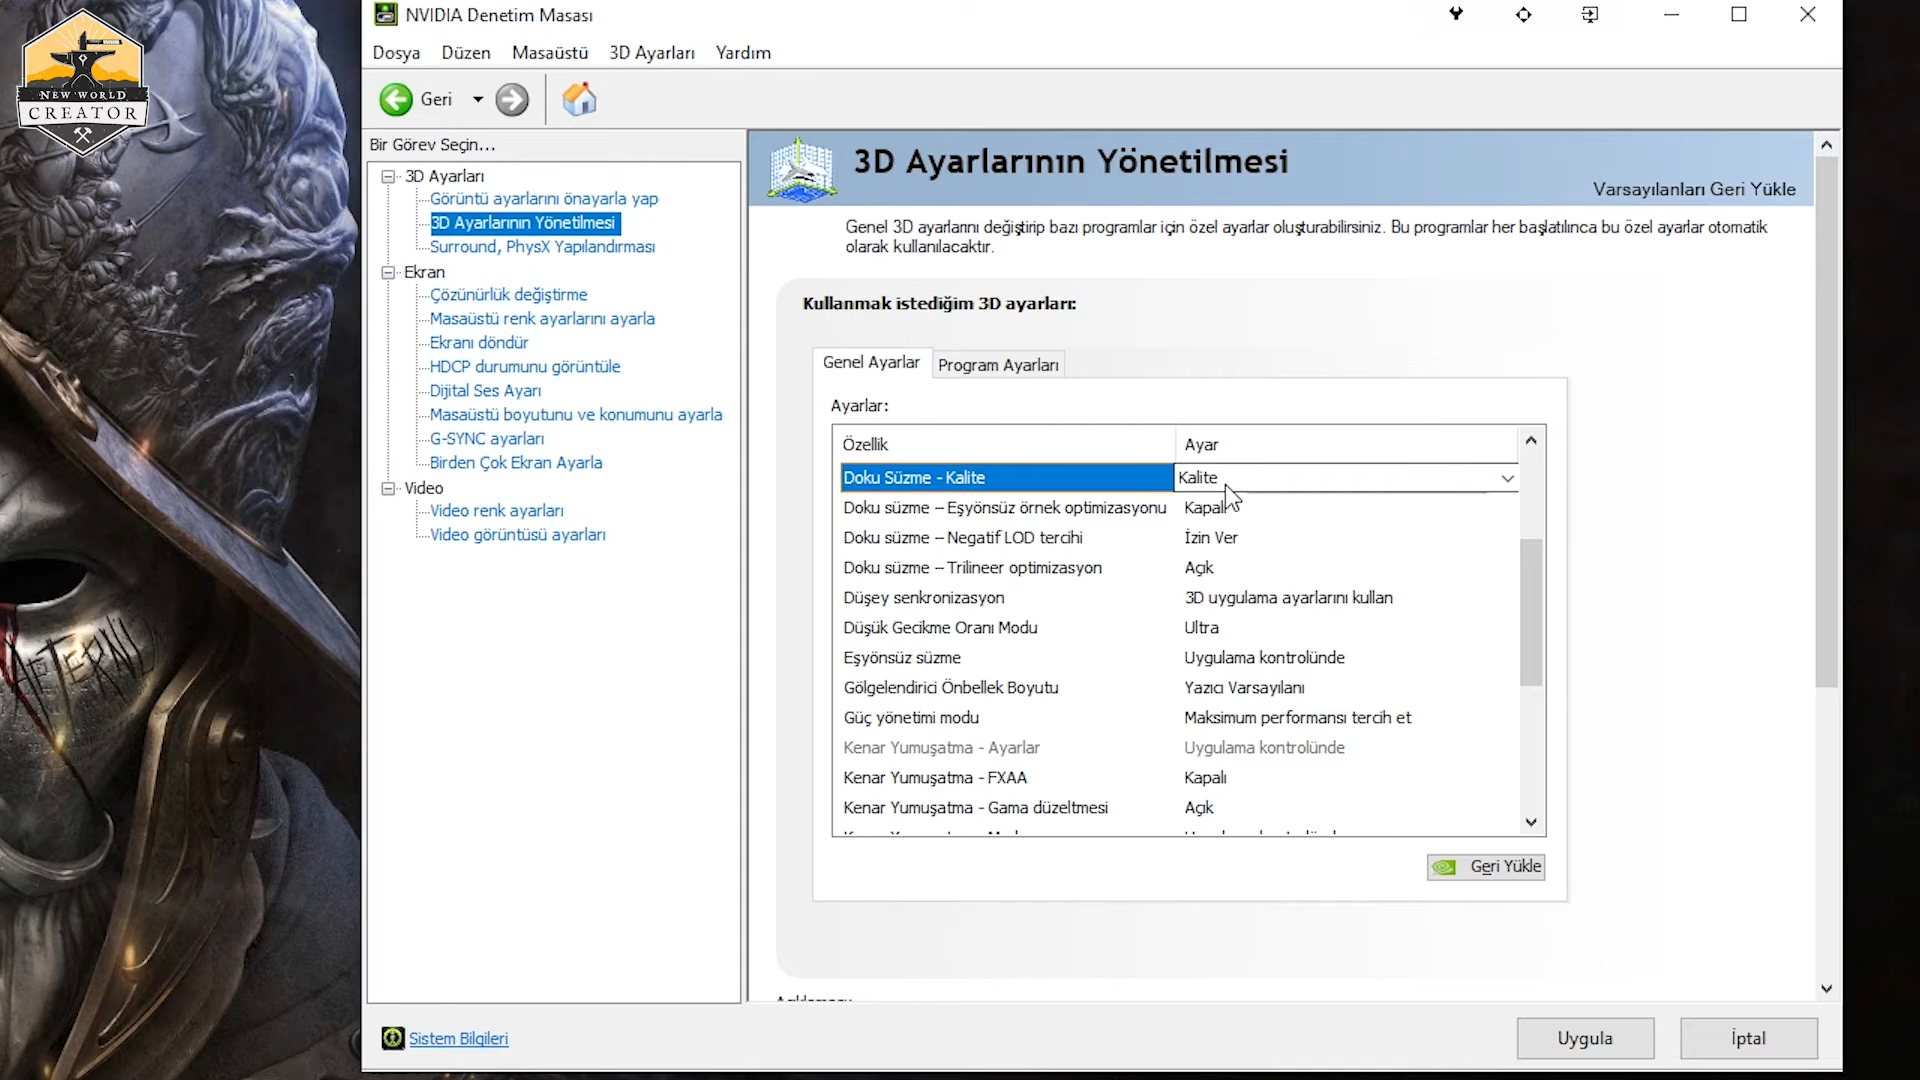 NEW WORLD
CREATOR
NVIDIA Denetim Masası
Dosya Düzen Masaüstü 3D Ayarları Yardım
Geri
Bir Görev Seçin...
3D Ayarları
Görüntü ayarlarını önayarla yap
3D Ayarlarının Yönetilmesi
Surround, PhysX Yapılandırması
Ekran
Çözünürlük değiştirme
Masaüstü renk ayarlarını ayarla
Ekranı döndür
HDCP durumunu görüntüle
Dijital Ses Ayarı
Masaüstü boyutunu ve konumunu ayarla
G-SYNC ayarları
Birden Çok Ekran Ayarla
Video
Video renk ayarları
Video görüntüsü ayarları
3D Ayarlarının Yönetilmesi
Varsayılanları Geri Yükle
Genel 3D ayarlarını değiştirip bazı programlar için özel ayarlar oluşturabilirsiniz. Bu programlar her başlatılınca bu özel ayarlar otomatik
olarak kullanılacaktır.
Kullanmak istediğim 3D ayarları:
Genel Ayarlar Program Ayarları
Ayarlar:
Özellik Ayar
Doku Süzme - Kalite Kalite
Doku süzme – Eşyönsüz örnek optimizasyonu Kapalı
Doku süzme – Negatif LOD tercihi İzin Ver
Doku süzme – Trilineer optimizasyon Açık
Düşey senkronizasyon 3D uygulama ayarlarını kullan
Düşük Gecikme Oranı Modu Ultra
Eşyönsüz süzme Uygulama kontrolünde
Gölgelendirici Önbellek Boyutu Yazıcı Varsayılanı
Güç yönetimi modu Maksimum performansı tercih et
Kenar Yumuşatma - Ayarlar Uygulama kontrolünde
Kenar Yumuşatma - FXAA Kapalı
Kenar Yumuşatma - Gama düzeltmesi Açık
Geri Yükle
Sistem Bilgileri
Uygula İptal